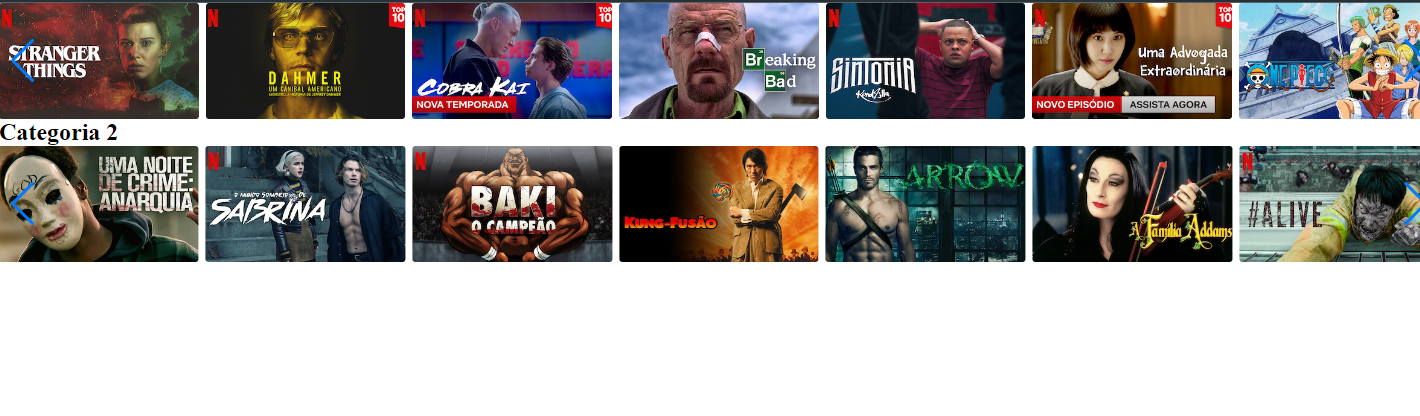 N
STRANGER
THINGS
DAHMER
UM CANIBAL AMERICANO
TOP
10
N
COBRA KAI
NOVA TEMPORADA
TOP
10
Breaking
Bad
N
SINTONIA
N
Uma Advogada
Extraordinária
NOVO EPISÓDIO
ASSISTA AGORA
TOP
10
ONE PIECE
Categoria 2
UMA NOITE
DE CRIME:
ANARQUIA
N
O MUNDO SOMBRIO DE
SABRINA
N
BAKI
O CAMPEÃO
KUNG-FUSÃO
ARROW
A Família Addams
N
#ALIVE